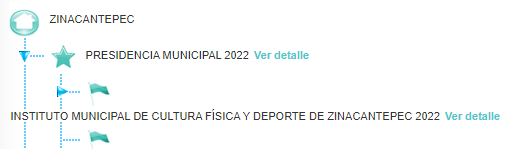 ZINACANTEPEC
PRESIDENCIA MUNICIPAL 2022 Ver detalle
INSTITUTO MUNICIPAL DE CULTURA FÍSICA Y DEPORTE DE ZINACANTEPEC 2022 Ver detalle